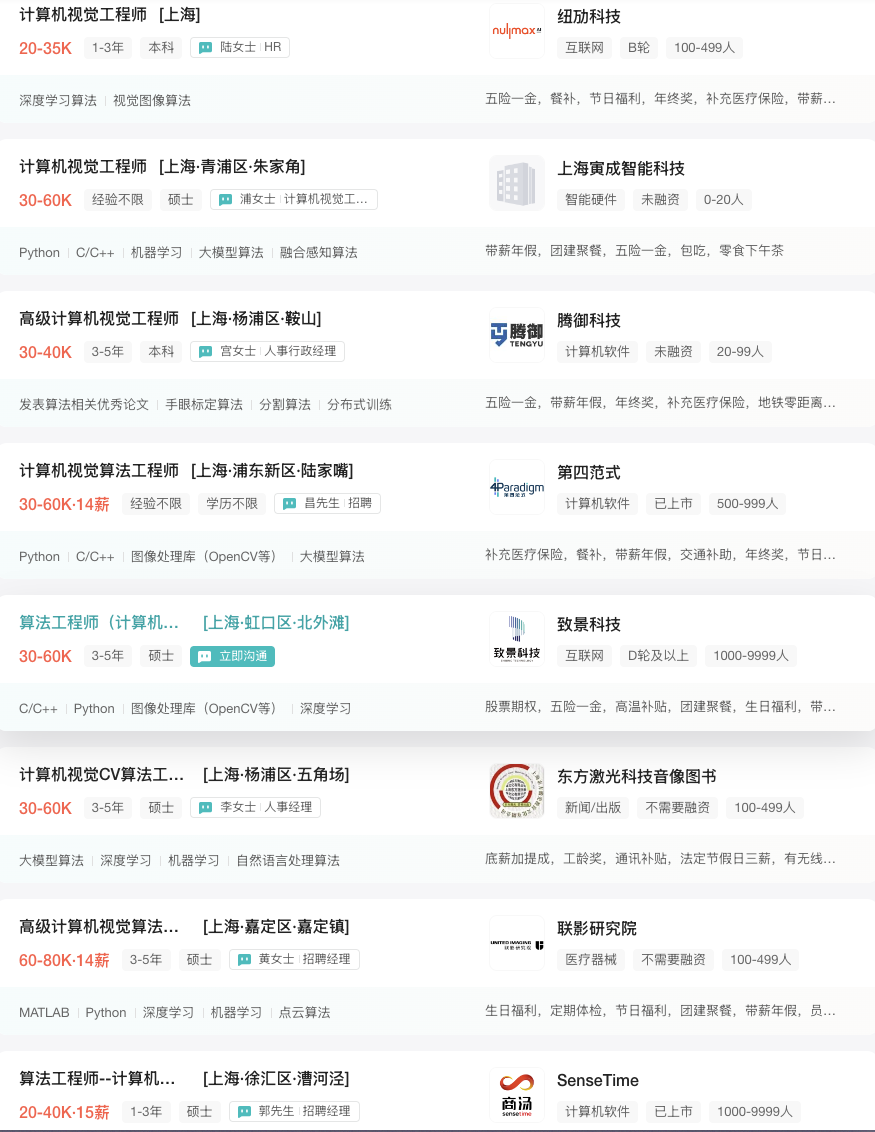 计算机视觉工程师 [上海]
纽劢科技
20-35K 1-3年 本科 陆女士 HR
nullmax
互联网 B轮 100-499人
深度学习算法 视觉图像算法
五险一金，餐补，节日福利，年终奖，补充医疗保险，带薪...
计算机视觉工程师 [上海·青浦区·朱家角]
上海寅成智能科技
30-60K 经验不限 硕士 浦女士 计算机视觉工...
智能硬件 未融资 0-20人
Python C/C++ 机器学习 大模型算法 融合感知算法
带薪年假，团建聚餐，五险一金，包吃，零食下午茶
高级计算机视觉工程师 [上海·杨浦区·鞍山]
腾御科技
腾御
TENGYU
30-40K 3-5年 本科 宫女士 人事行政经理
计算机软件 未融资 20-99人
发表算法相关优秀论文 手眼标定算法 分割算法 分布式训练
五险一金，带薪年假，年终奖，补充医疗保险，地铁零距离...
计算机视觉算法工程师 [上海·浦东新区·陆家嘴]
第四范式
4Paradigm
第四范式
30-60K·14薪 经验不限 学历不限 昌先生 招聘
计算机软件 已上市 500-999人
Python C/C++ 图像处理库（OpenCV等） 大模型算法
补充医疗保险，餐补，带薪年假，交通补助，年终奖，节日...
算法工程师（计算机... [上海·虹口区·北外滩]
致景科技
30-60K 3-5年 硕士 立即沟通
致景科技
互联网 D轮及以上 1000-9999人
C/C++ Python 图像处理库（OpenCV等） 深度学习
股票期权，五险一金，高温补贴，团建聚餐，生日福利，带...
计算机视觉CV算法工... [上海·杨浦区·五角场]
东方激光科技音像图书
30-60K 3-5年 硕士 李女士 人事经理
新闻/出版 不需要融资 100-499人
大模型算法 深度学习 机器学习 自然语言处理算法
底薪加提成，工龄奖，通讯补贴，法定节假日三薪，有无线...
高级计算机视觉算法... [上海·嘉定区·嘉定镇]
联影研究院
UNITED IMAGING
联影研究院
60-80K·14薪 3-5年 硕士 黄女士 招聘经理
医疗器械 不需要融资 100-499人
MATLAB Python 深度学习 机器学习 点云算法
生日福利，定期体检，节日福利，团建聚餐，带薪年假，员...
算法工程师--计算机... [上海·徐汇区·漕河泾]
SenseTime
20-40K·15薪 1-3年 硕士 郭先生 招聘经理
商汤
sensetime
计算机软件 已上市 1000-9999人